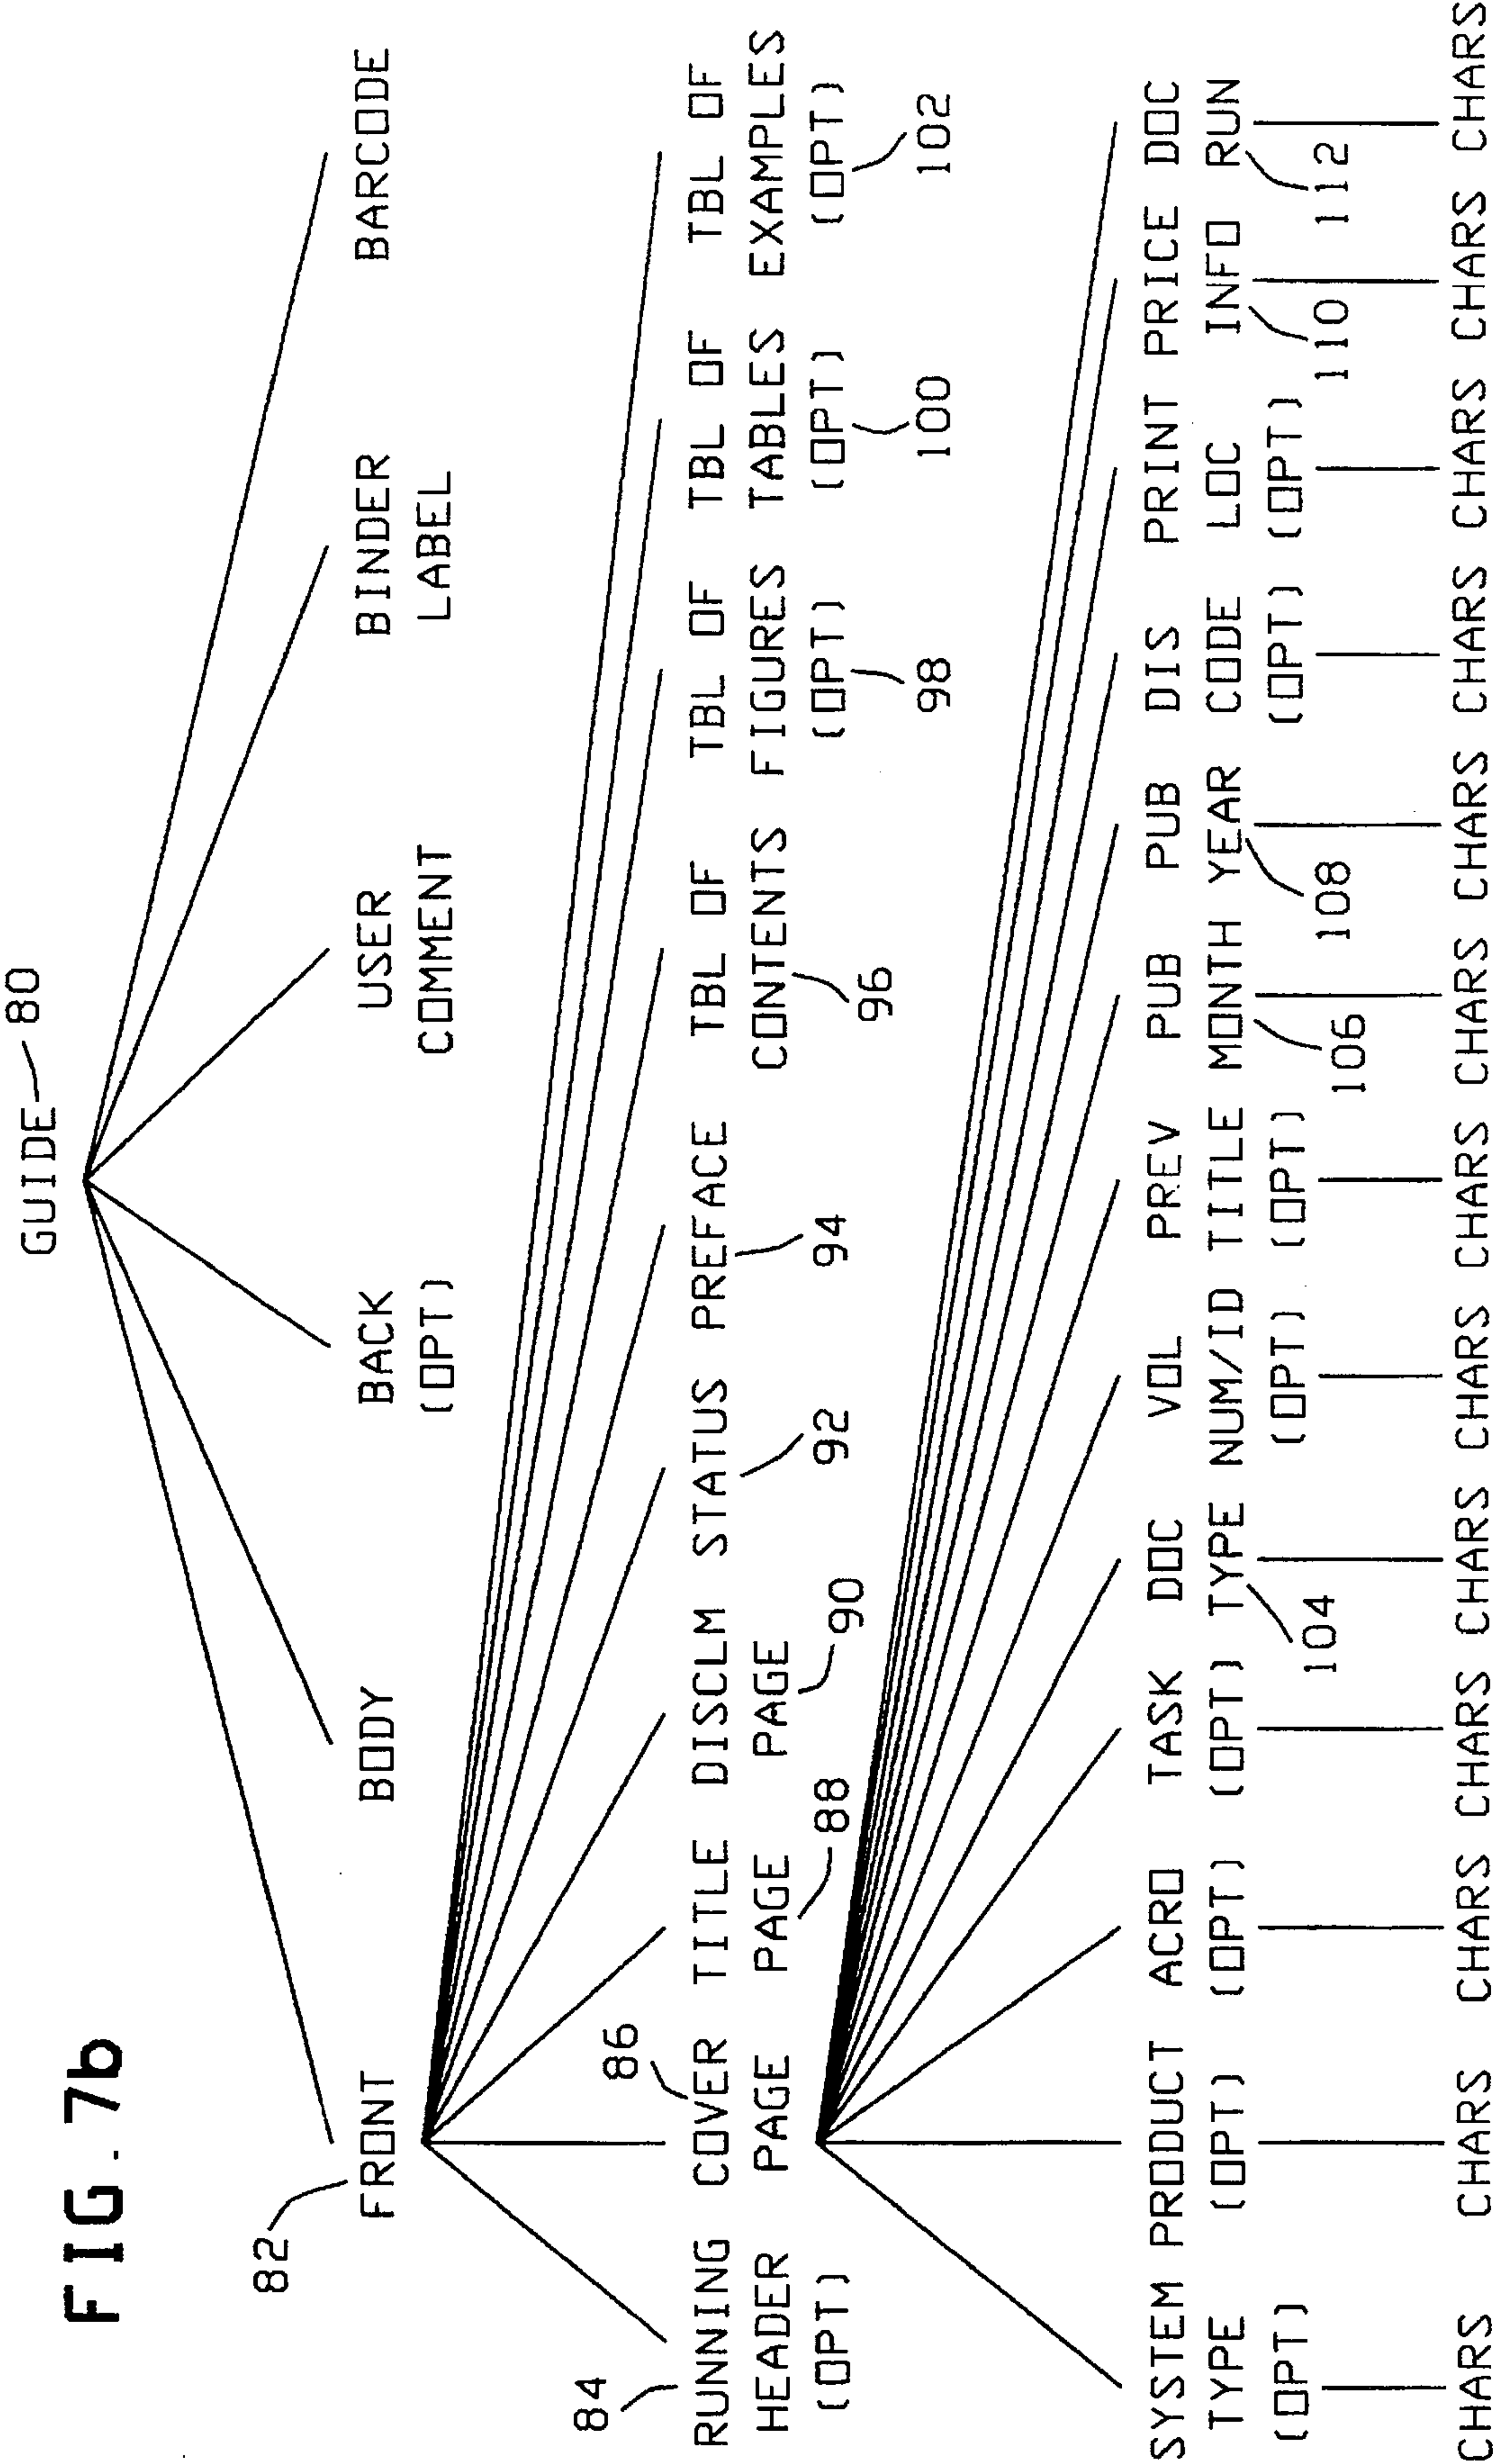 FIG. 7b
GUIDE 80
82
FRONT BODY BACK USER BINDER BARCODE
(OPT) COMMENT LABEL
84 86
RUNNING COVER TITLE DISCLM STATUS PREFACE TBL OF TBL OF TBL OF TBL OF
HEADER PAGE PAGE PAGE CONTENTS FIGURES TABLES EXAMPLES
(OPT) 88 90 92 94 (OPT) (OPT) (OPT)
96 98 100 102
SYSTEM PRODUCT ACRO TASK DOC VOL PREV PUB PUB DIS PRINT PRICE DOC
TYPE (OPT) (OPT) (OPT) TYPE NUM/ID TITLE MONTH YEAR CODE LOC INFO RUN
(OPT) (OPT) (OPT) (OPT) (OPT)
104 106 108 110 112
CHARS CHARS CHARS CHARS CHARS CHARS CHARS CHARS CHARS CHARS CHARS CHARS CHARS